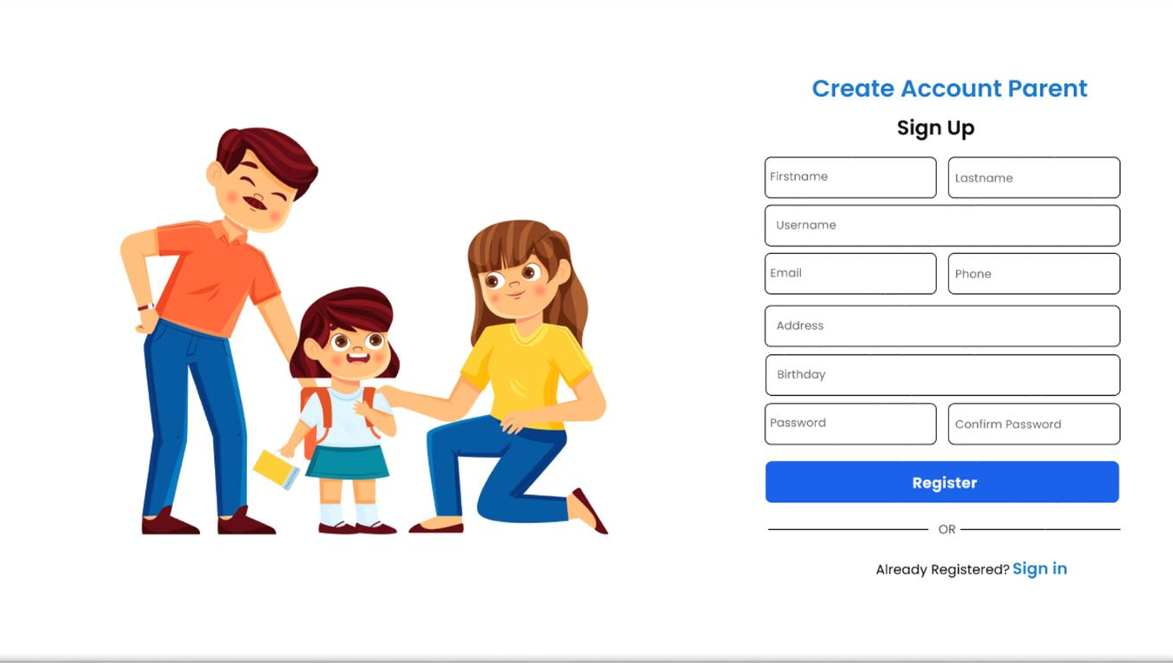 Create Account Parent
Sign Up
Firstname Lastname
Username
Email Phone
Address
Birthday
Password Confirm Password
Register
OR
Already Registered? Sign in